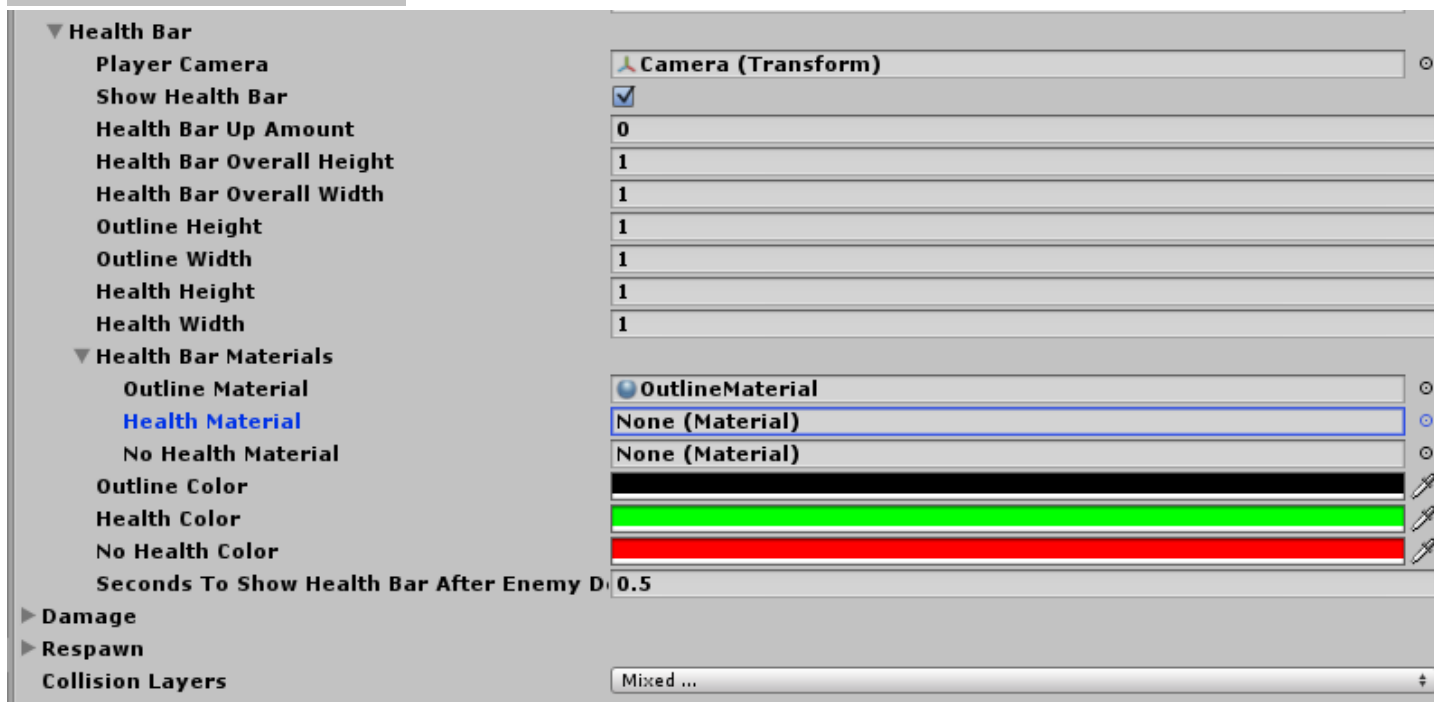 Health Bar
Player Camera Camera (Transform)
Show Health Bar
Health Bar Up Amount 0
Health Bar Overall Height 1
Health Bar Overall Width 1
Outline Height 1
Outline Width 1
Health Height 1
Health Width 1
Health Bar Materials
Outline Material OutlineMaterial
Health Material None (Material)
No Health Material None (Material)
Outline Color
Health Color
No Health Color
Seconds To Show Health Bar After Enemy D 0.5
Damage
Respawn
Collision Layers Mixed ...